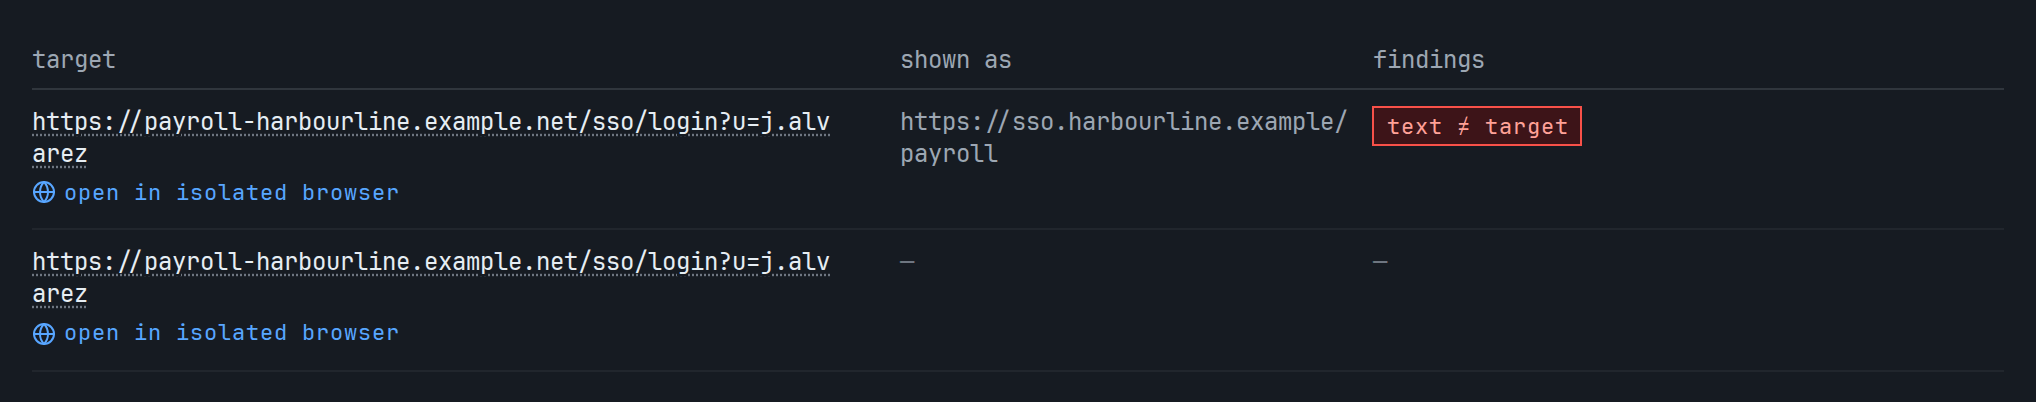 target shown as findings
https://payroll-harbourline.example.net/sso/login?u=j.alv https://sso.harbourline.example/ text ≠ target
arez payroll
open in isolated browser
https://payroll-harbourline.example.net/sso/login?u=j.alv — —
arez
open in isolated browser